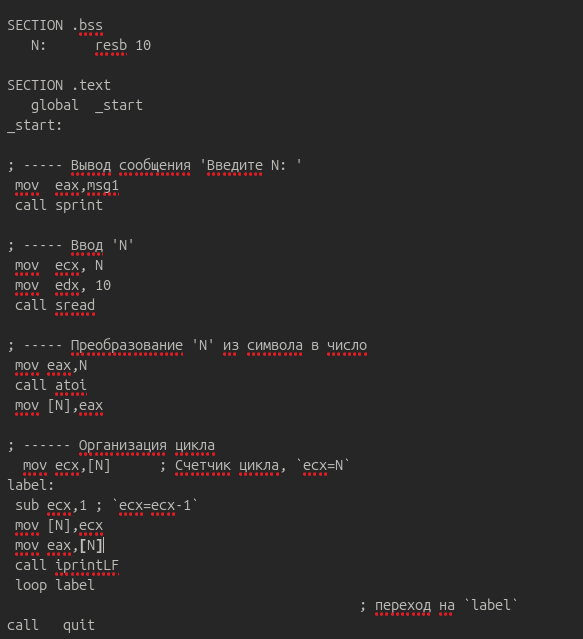 SECTION .bss
N: resb 10
SECTION .text
global _start
_start:
; ----- Вывод сообщения 'Введите N: '
mov eax,msg1
call sprint
; ----- Ввод 'N'
mov ecx, N
mov edx, 10
call sread
; ----- Преобразование 'N' из символа в число
mov eax,N
call atoi
mov [N],eax
; ------ Организация цикла
mov ecx,[N] ; Счетчик цикла, `ecx=N`
label:
sub ecx,1 ; `ecx=ecx-1`
mov [N],ecx
mov eax,[N]
call iprintLF
loop label
; переход на `label`
call quit